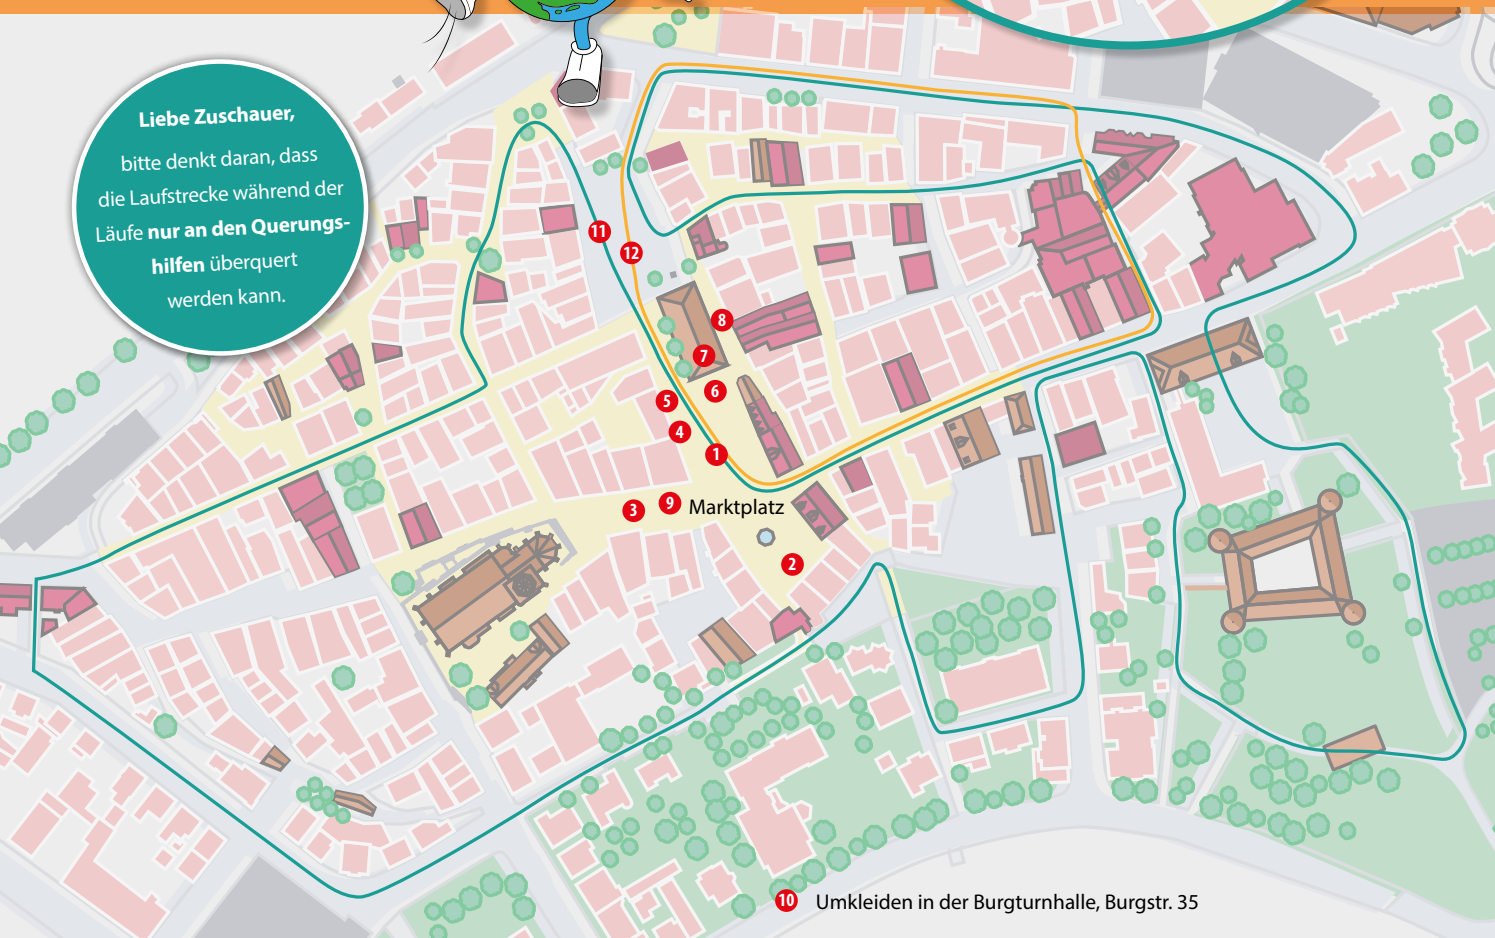 Liebe Zuschauer,
bitte denkt daran, dass
die Laufstrecke während der
Läufe nur an den Querungs-
hilfen überquert
werden kann.
11
12
8
7
6
5
4
1
9 Marktplatz
3
2
10 Umkleiden in der Burgturnhalle, Burgstr. 35